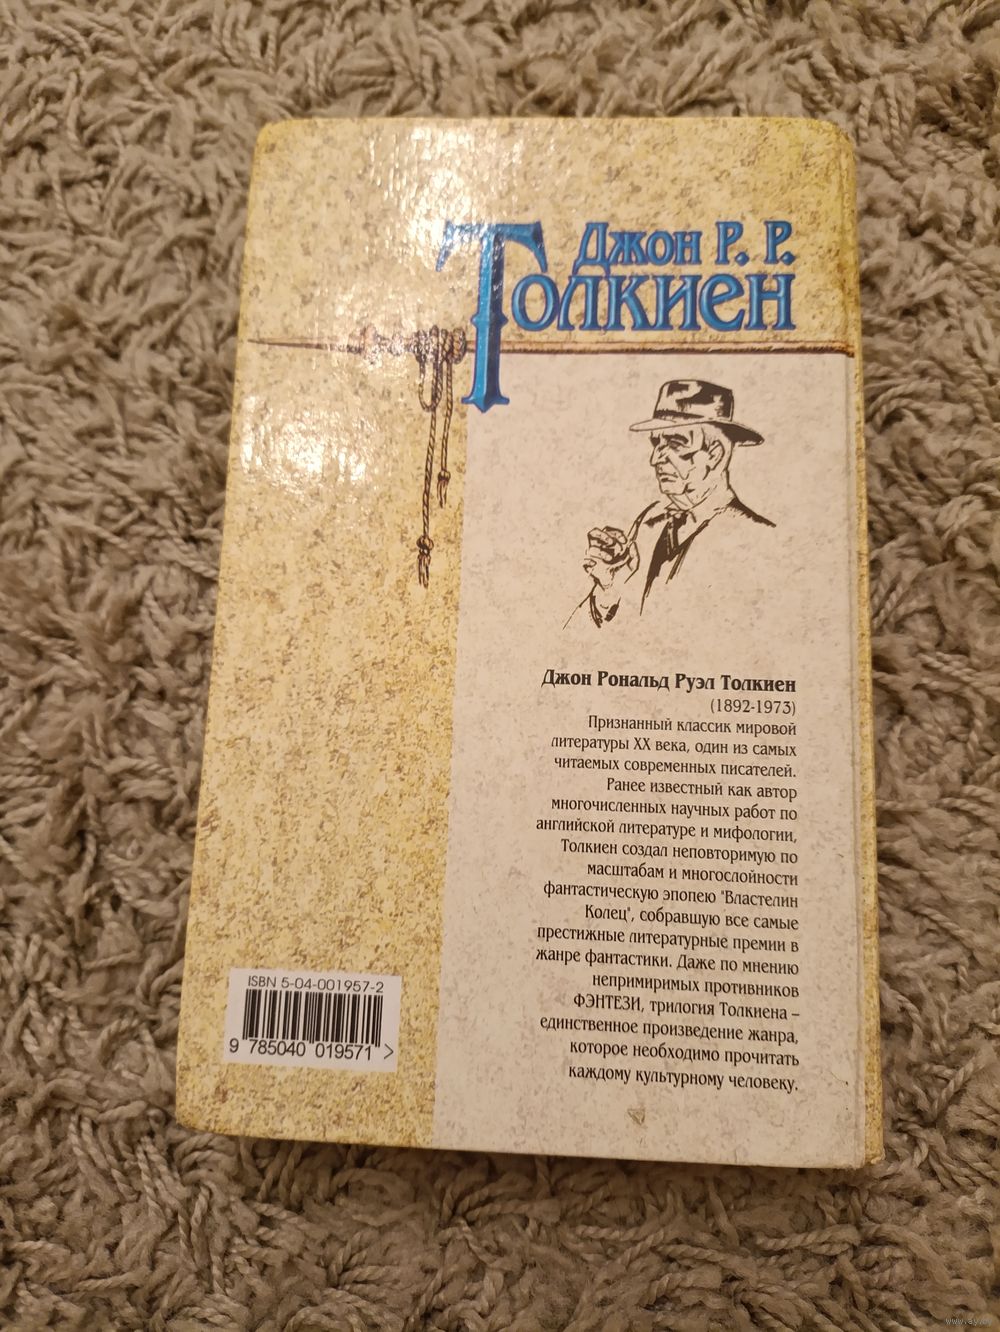 Джон Р. Р.
Толкиен
Джон Рональд Руэл Толкиен
(1892-1973)
Признанный классик мировой
литературы XX века, один из самых
читаемых современных писателей.
Ранее известный как автор
многочисленных научных работ по
английской литературе и мифологии,
Толкиен создал неповторимую по
масштабам и многослойности
фантастическую эпопею "Властелин
Колец", собравшую все самые
престижные литературные премии в
жанре фантастики. Даже по мнению
непримиримых противников
ФЭНТЕЗИ, трилогия Толкиена –
единственное произведение жанра,
которое необходимо прочитать
каждому культурному человеку.
ISBN 5-04-001957-2
9 785040 019571 >
www.ay.by